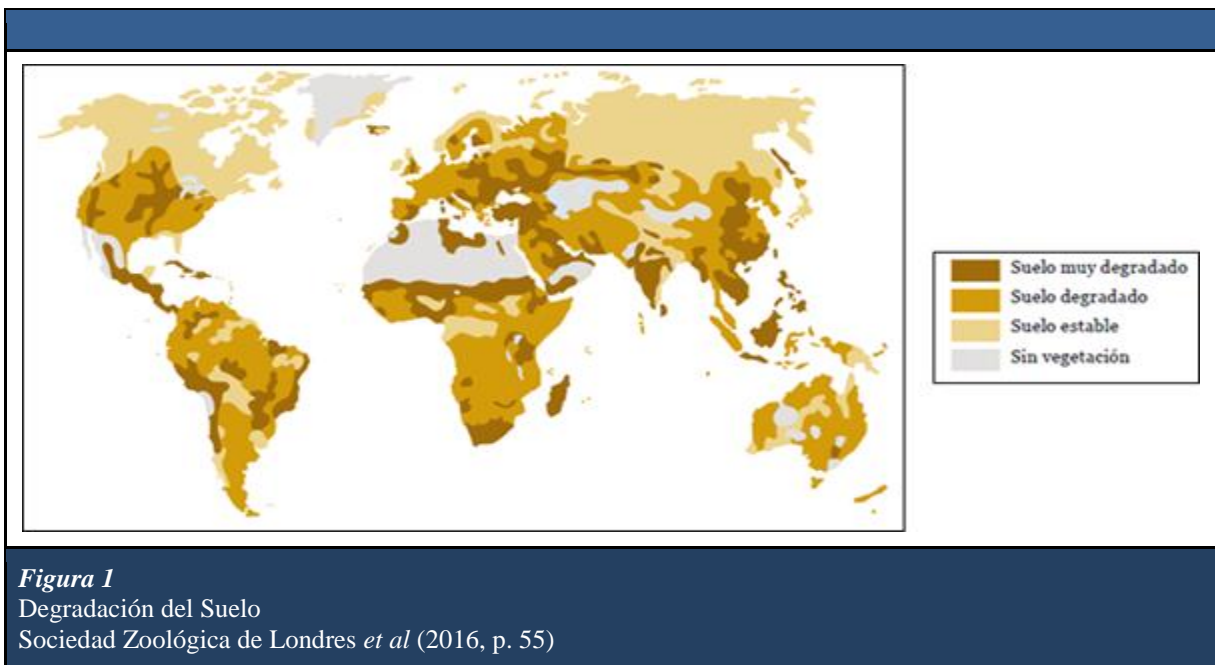 Suelo muy degradado
Suelo degradado
Suelo estable
Sin vegetación
Figura 1
Degradación del Suelo
Sociedad Zoológica de Londres et al (2016, p. 55)